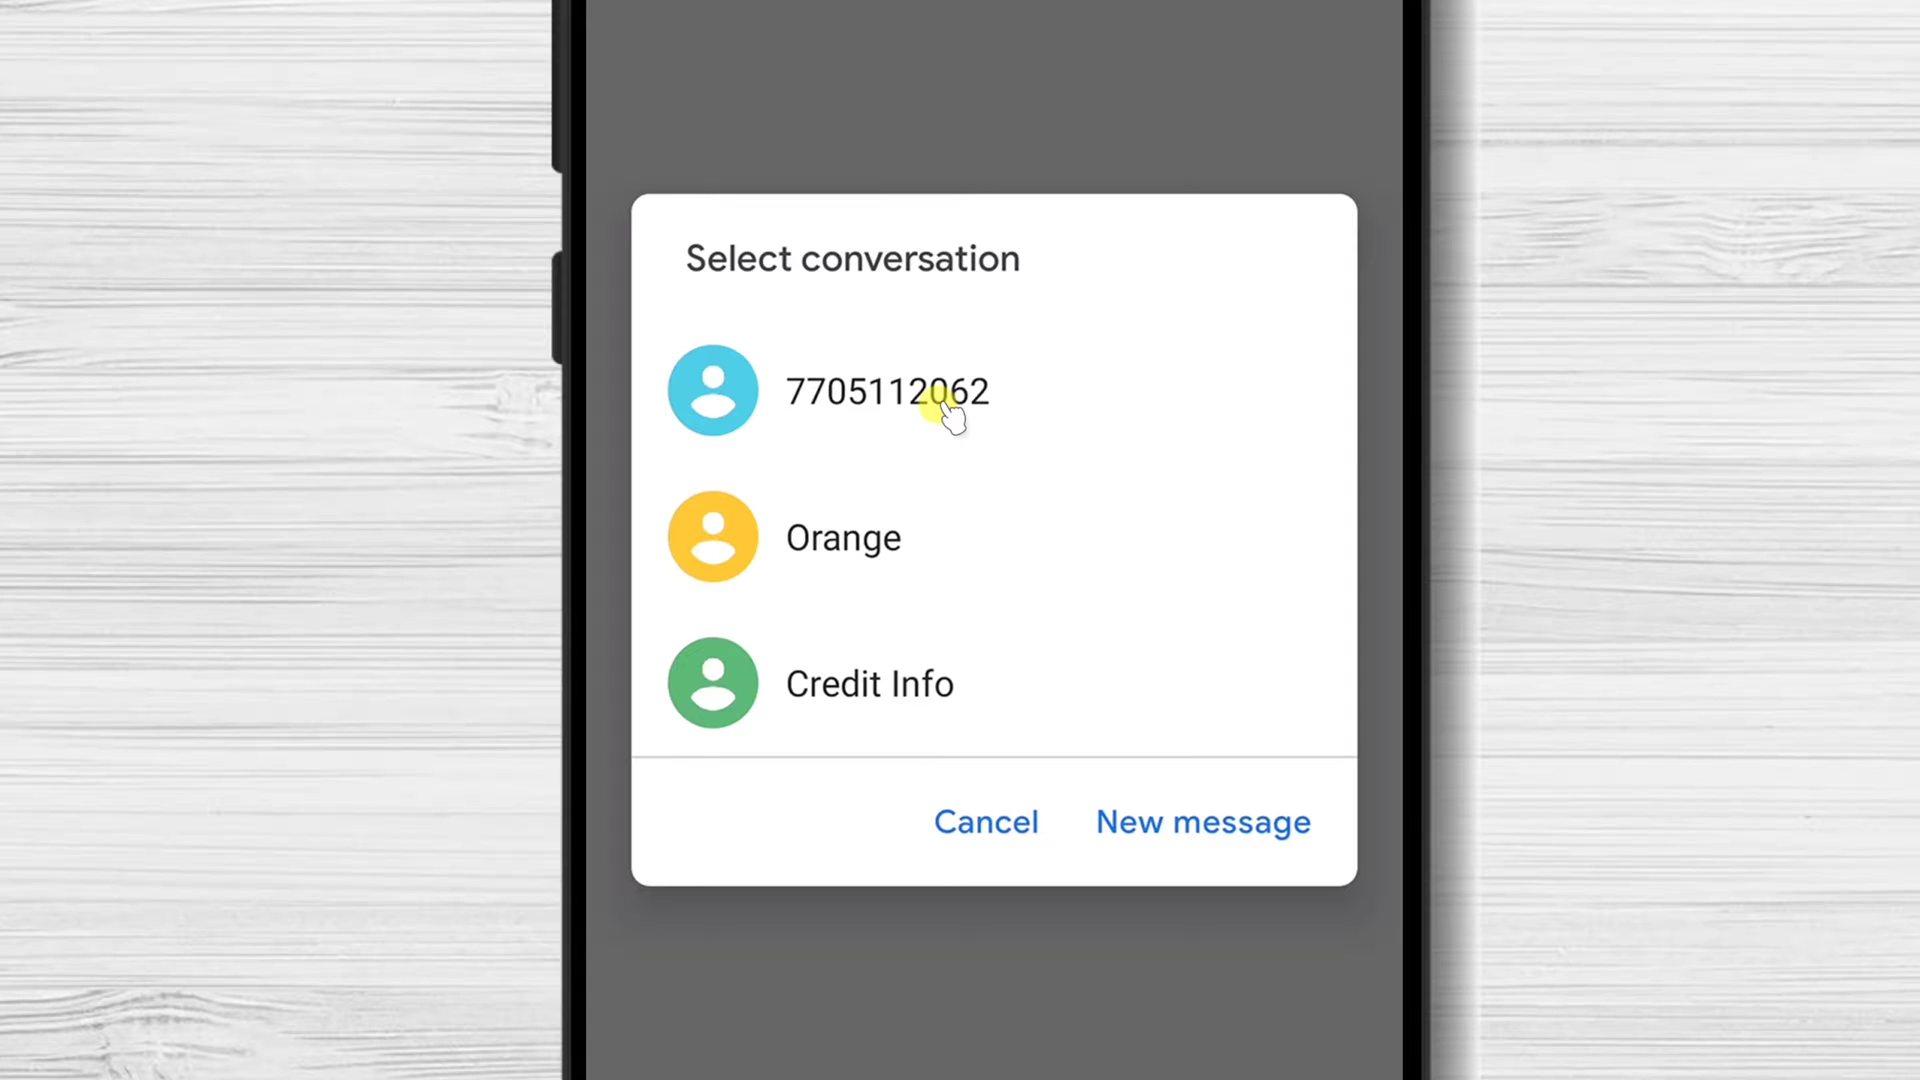 Select conversation
7705112062
Orange
Credit Info
Cancel New message